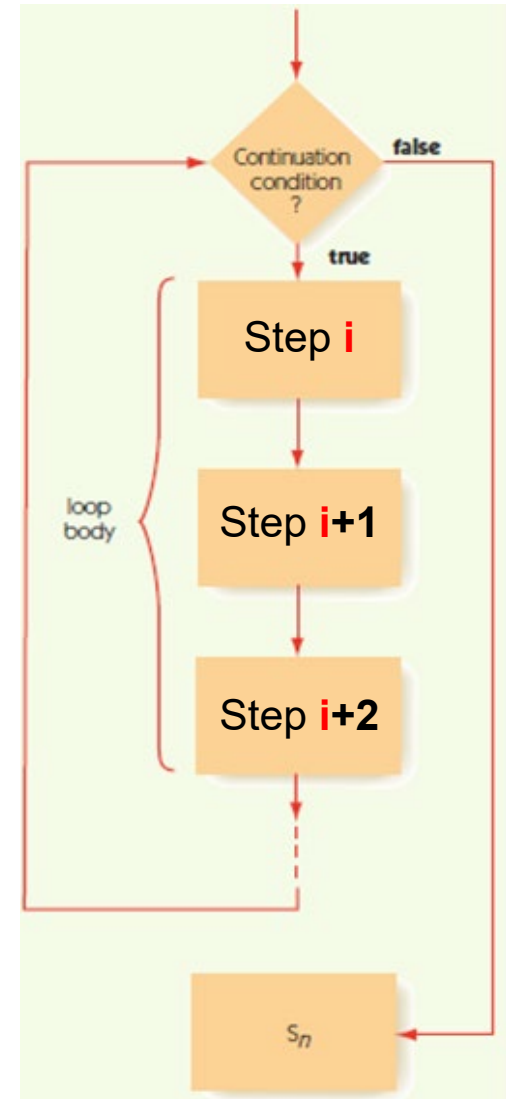 Continuation
condition
?
false
true
Step i
loop
body
Step i+1
Step i+2
Sn